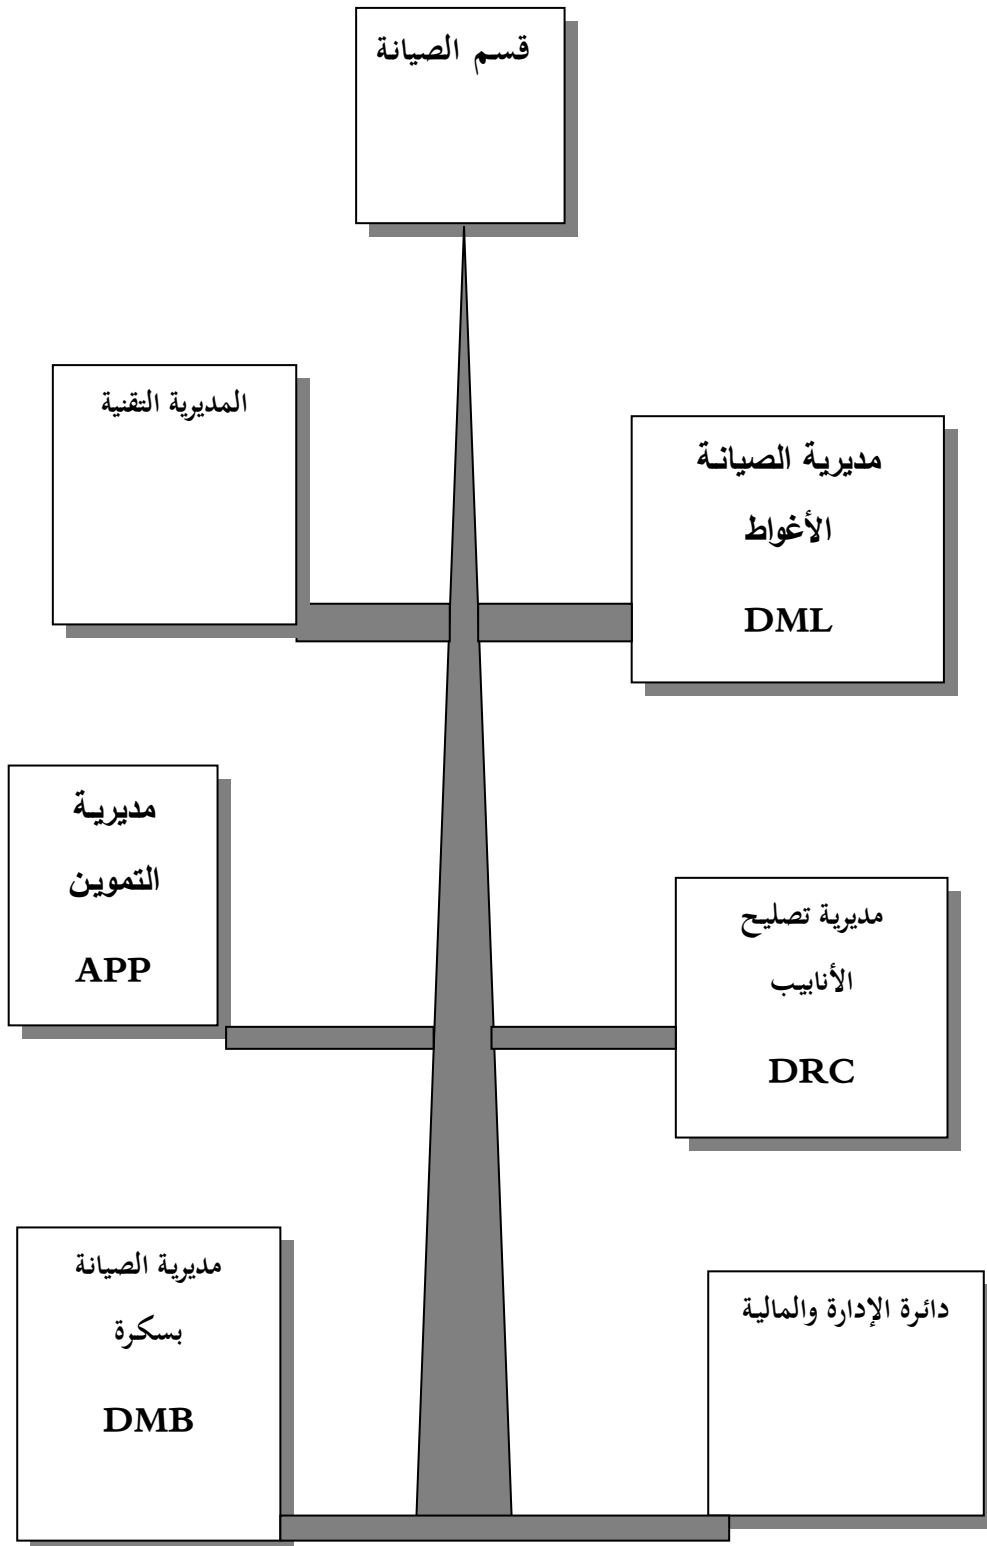 قسم الصيانة
المديرية التقنية
مديرية الصيانة
الأغواط
DML
مديرية
التموين
APP
مديرية تصليح
الأنابيب
DRC
مديرية الصيانة
بسكرة
DMB
دائرة الإدارة والمالية